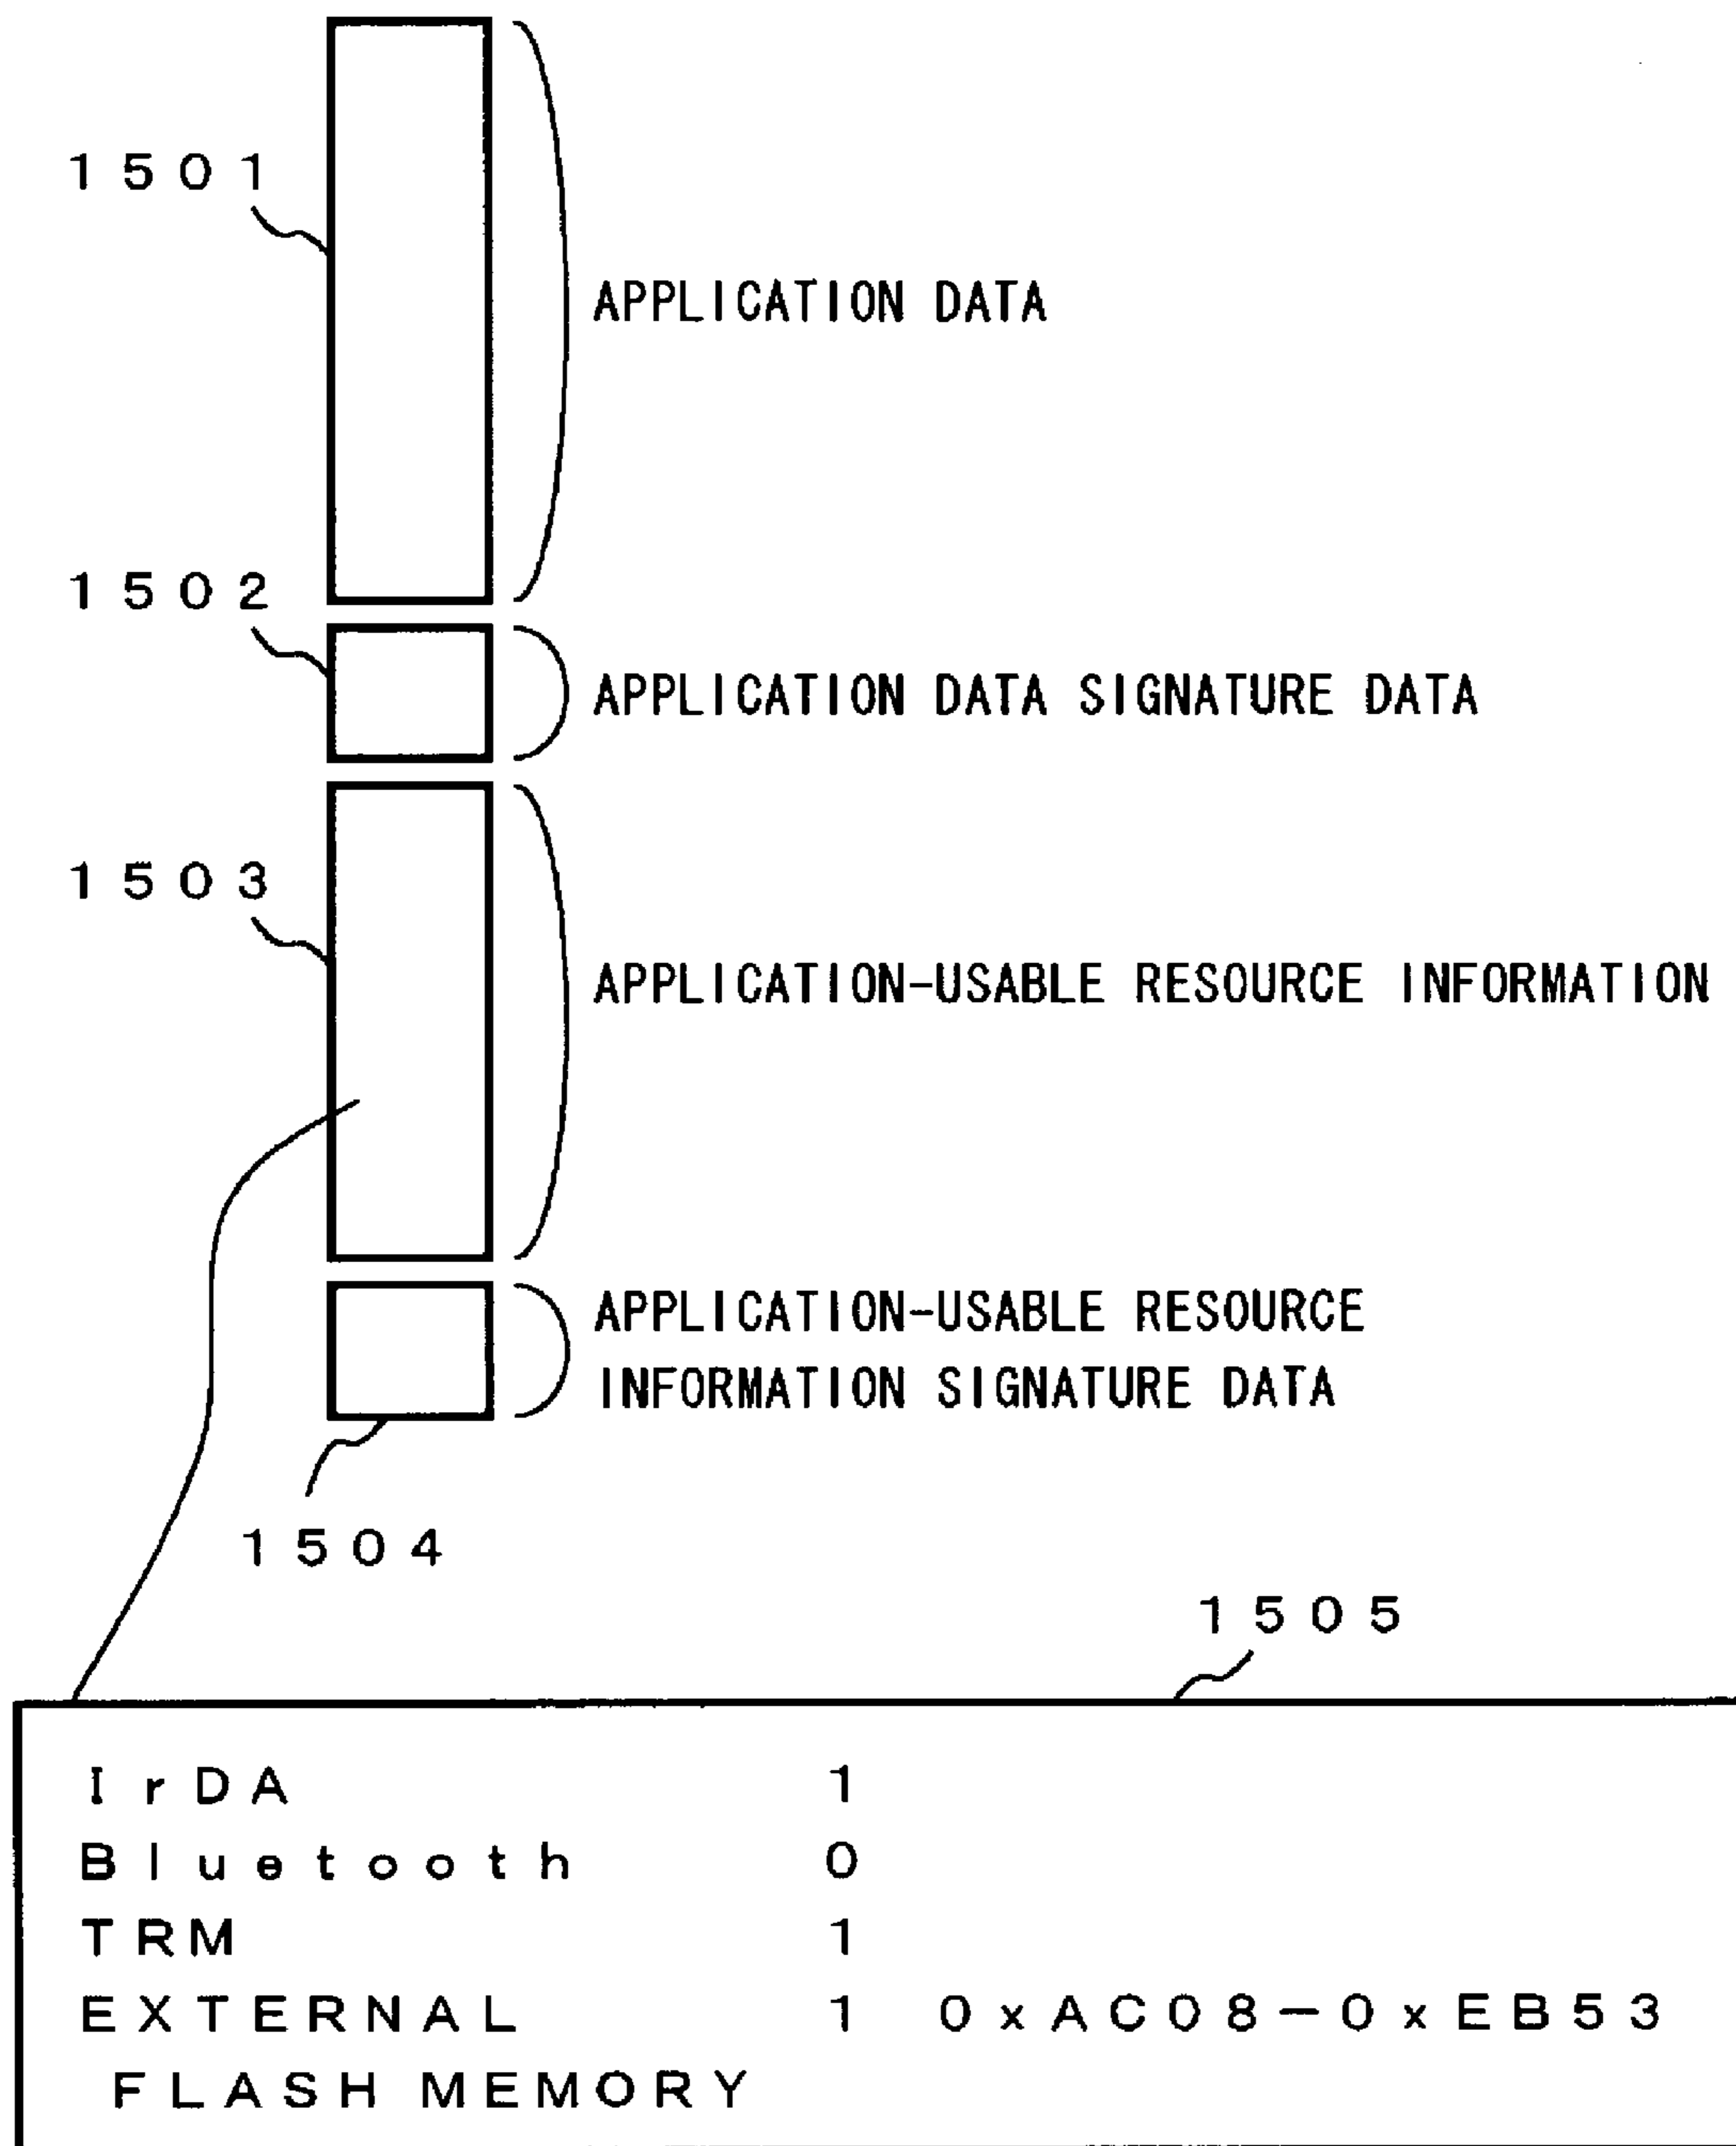 1501
APPLICATION DATA
1502
APPLICATION DATA SIGNATURE DATA
1503
APPLICATION-USABLE RESOURCE INFORMATION
APPLICATION-USABLE RESOURCE
INFORMATION SIGNATURE DATA
1504
1505
IrDA 1
Bluetooth 0
TRM 1
EXTERNAL 1 0xAC08-0xEB53
FLASH MEMORY